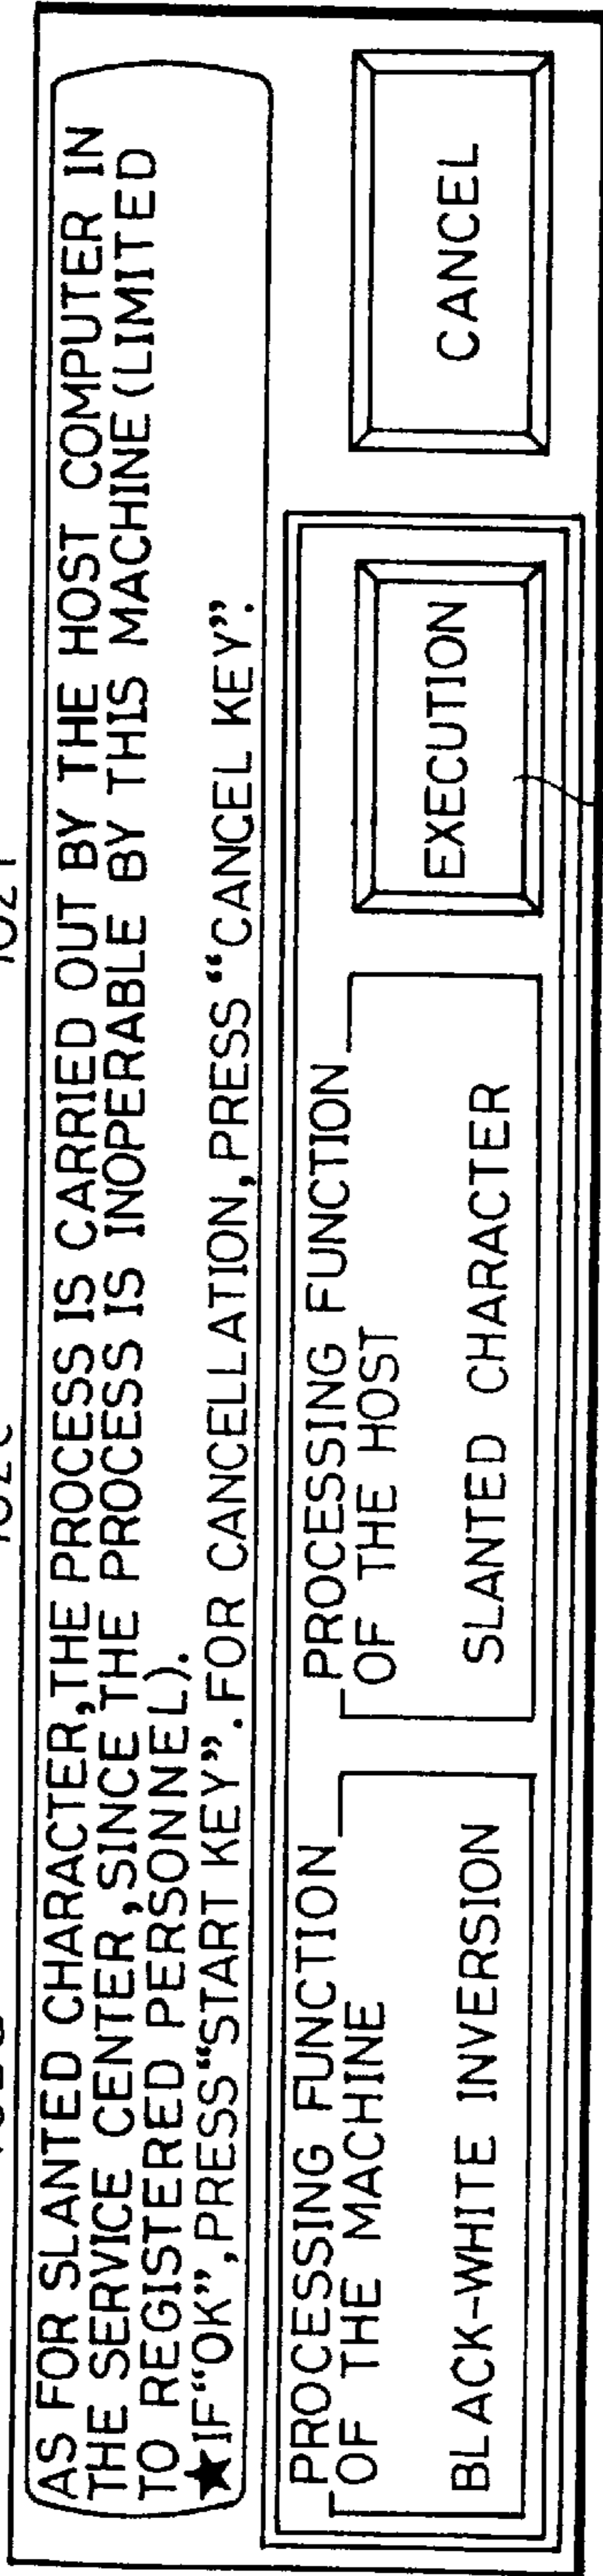 AS FOR SLANTED CHARACTER,THE PROCESS IS CARRIED OUT BY THE HOST COMPUTER IN
THE SERVICE CENTER,SINCE THE PROCESS IS INOPERABLE BY THIS MACHINE(LIMITED
TO REGISTERED PERSONNEL).
★IF“OK”,PRESS“START KEY”.FOR CANCELLATION,PRESS “CANCEL KEY”.
PROCESSING FUNCTION
OF THE MACHINE
BLACK-WHITE INVERSION
PROCESSING FUNCTION
OF THE HOST
SLANTED CHARACTER
EXECUTION
CANCEL